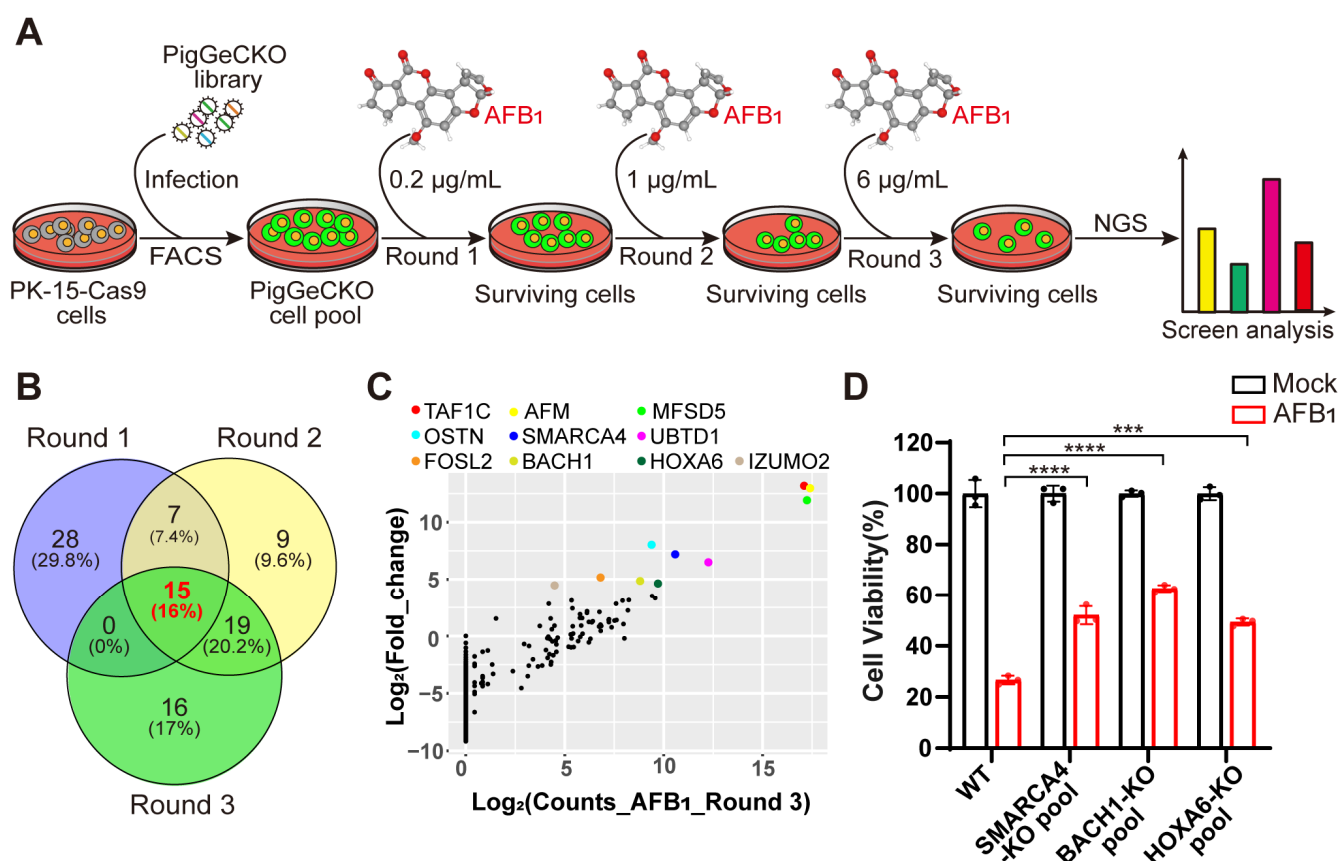 A
PigGeCKO
library
AFB₁
AFB₁
AFB₁
Infection
0.2 µg/mL
1 µg/mL
6 µg/mL
FACS
Round 1
Round 2
Round 3
NGS
PK-15-Cas9
cells
PigGeCKO
cell pool
Surviving cells
Surviving cells
Surviving cells
Screen analysis
B
Round 1
Round 2
28
(29.8%)
7
(7.4%)
9
(9.6%)
15
(16%)
0
(0%)
19
(20.2%)
16
(17%)
Round 3
C
TAF1C
AFM
MFSD5
OSTN
SMARCA4
UBTD1
FOSL2
BACH1
HOXA6
IZUMO2
Log₂(Fold_change)
10
5
0
−5
−10
0
5
10
15
Log₂(Counts_AFB₁_Round 3)
D
Mock
AFB₁
***
****
****
Cell Viability(%)
120
100
80
60
40
20
0
WT
SMARCA4
-KO pool
BACH1-KO
pool
HOXA6-KO
pool